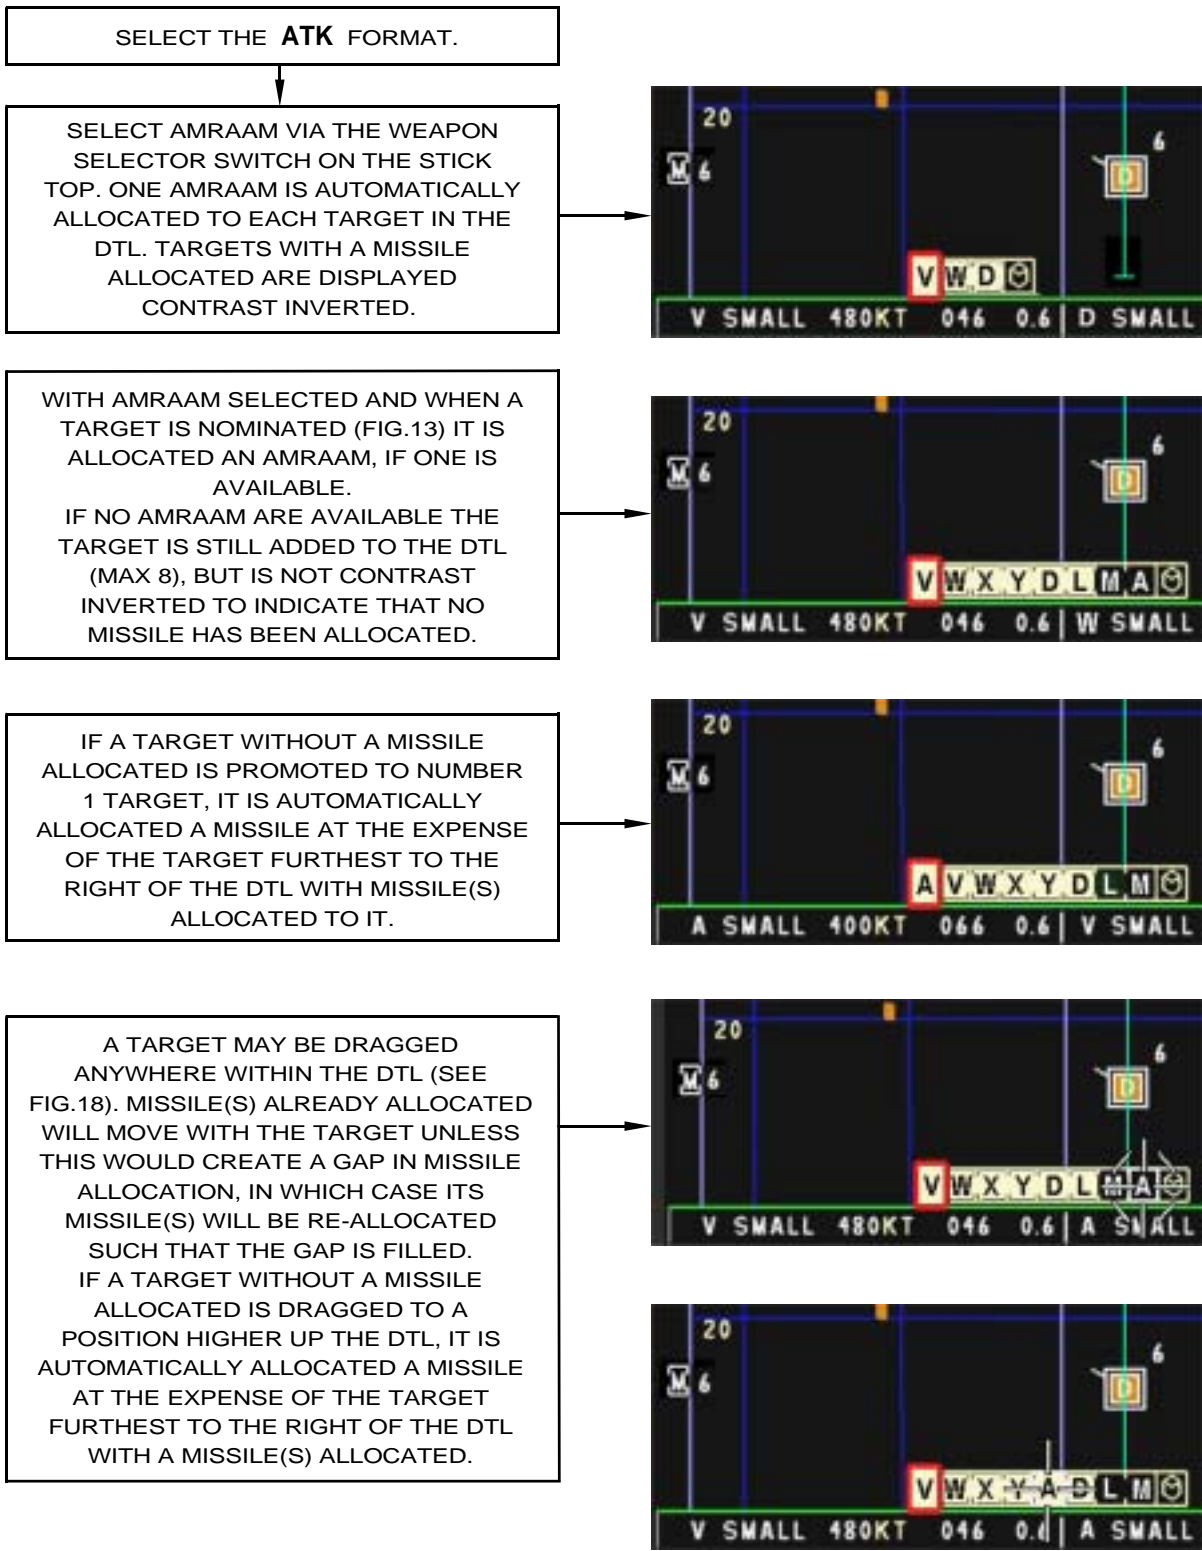 SELECT THE ATK FORMAT.
SELECT AMRAAM VIA THE WEAPON
SELECTOR SWITCH ON THE STICK
TOP. ONE AMRAAM IS AUTOMATICALLY
ALLOCATED TO EACH TARGET IN THE
DTL. TARGETS WITH A MISSILE
ALLOCATED ARE DISPLAYED
CONTRAST INVERTED.
20
6
M 6
D
V W D
V SMALL 480KT 046 0.6 D SMALL
WITH AMRAAM SELECTED AND WHEN A
TARGET IS NOMINATED (FIG.13) IT IS
ALLOCATED AN AMRAAM, IF ONE IS
AVAILABLE.
IF NO AMRAAM ARE AVAILABLE THE
TARGET IS STILL ADDED TO THE DTL
(MAX 8), BUT IS NOT CONTRAST
INVERTED TO INDICATE THAT NO
MISSILE HAS BEEN ALLOCATED.
20
6
M 6
D
V W X Y D L M A
V SMALL 480KT 046 0.6 W SMALL
IF A TARGET WITHOUT A MISSILE
ALLOCATED IS PROMOTED TO NUMBER
1 TARGET, IT IS AUTOMATICALLY
ALLOCATED A MISSILE AT THE EXPENSE
OF THE TARGET FURTHEST TO THE
RIGHT OF THE DTL WITH MISSILE(S)
ALLOCATED TO IT.
20
6
M 6
D
A V W X Y D L M
A SMALL 400KT 066 0.6 V SMALL
A TARGET MAY BE DRAGGED
ANYWHERE WITHIN THE DTL (SEE
FIG.18). MISSILE(S) ALREADY ALLOCATED
WILL MOVE WITH THE TARGET UNLESS
THIS WOULD CREATE A GAP IN MISSILE
ALLOCATION, IN WHICH CASE ITS
MISSILE(S) WILL BE RE-ALLOCATED
SUCH THAT THE GAP IS FILLED.
IF A TARGET WITHOUT A MISSILE
ALLOCATED IS DRAGGED TO A
POSITION HIGHER UP THE DTL, IT IS
AUTOMATICALLY ALLOCATED A MISSILE
AT THE EXPENSE OF THE TARGET
FURTHEST TO THE RIGHT OF THE DTL
WITH A MISSILE(S) ALLOCATED.
20
6
M 6
D
V W X Y D L M A
V SMALL 480KT 046 0.6 A SMALL
20
6
M 6
D
V W X Y A D L M
V SMALL 480KT 046 0.6 A SMALL